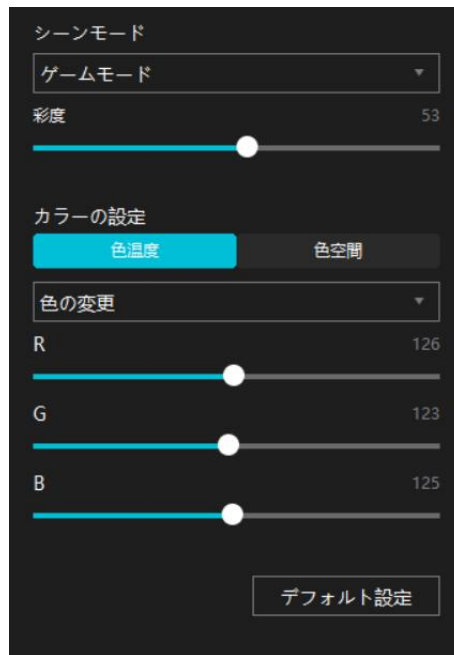 シーンモード
ゲームモード
彩度 53
カラーの設定
色温度 色空間
色の変更
R 126
G 123
B 125
デフォルト設定